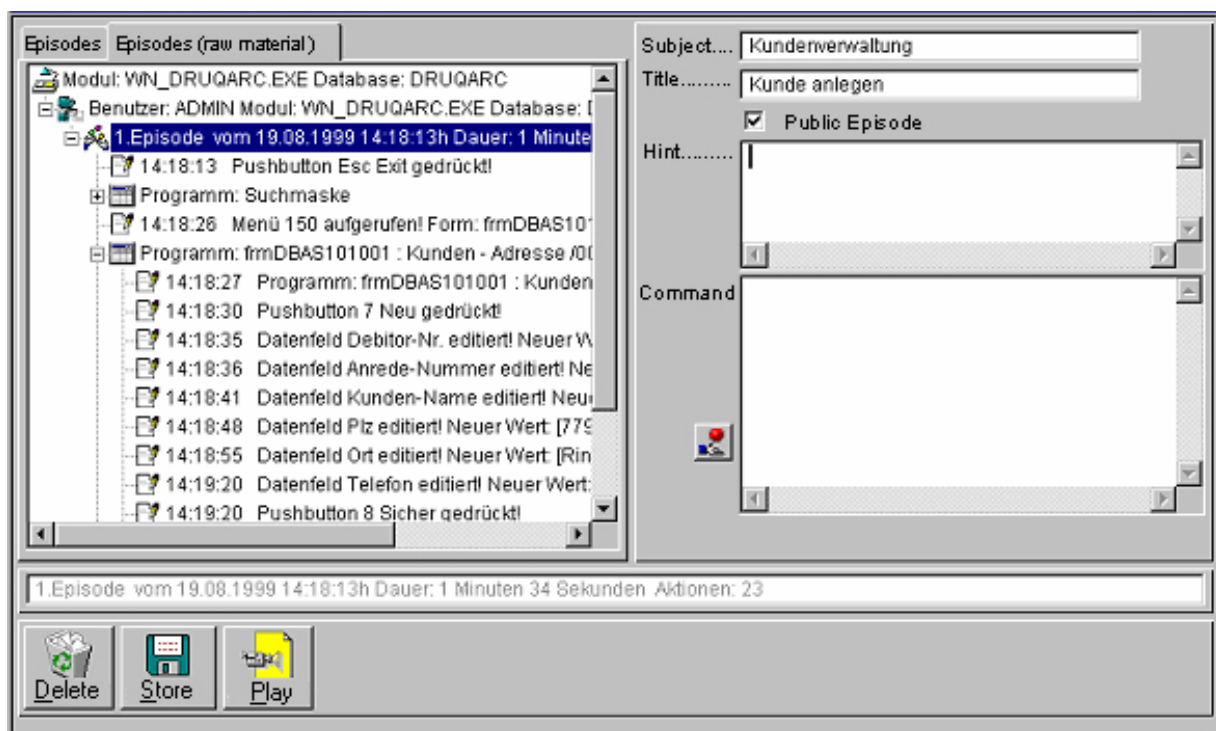 Episodes Episodes (raw material)
Modul: WN_DRUQARC.EXE Database: DRUQARC
Benutzer: ADMIN Modul: WN_DRUQARC.EXE Database:
1.Episode vom 19.08.1999 14:18:13h Dauer: 1 Minute
14:18:13 Pushbutton Esc Exit gedrückt!
Programm: Suchmaske
14:18:26 Menü 150 aufgerufen! Form: frmDBAS10
Programm: frmDBAS101001 : Kunden - Adresse /0
14:18:27 Programm: frmDBAS101001 : Kunden
14:18:30 Pushbutton 7 Neu gedrückt!
14:18:35 Datenfeld Debitor-Nr. editiert! Neuer
14:18:36 Datenfeld Anrede-Nummer editiert! Ne
14:18:41 Datenfeld Kunden-Name editiert! Neu
14:18:48 Datenfeld Plz editiert! Neuer Wert: [779
14:18:55 Datenfeld Ort editiert! Neuer Wert: [Rin
14:19:20 Datenfeld Telefon editiert! Neuer Wert:
14:19:20 Pushbutton 8 Sicher gedrückt!
Subject.... Kundenverwaltung
Title......... Kunde anlegen
Public Episode
Hint.........
Command
1.Episode vom 19.08.1999 14:18:13h Dauer: 1 Minuten 34 Sekunden Aktionen: 23
Delete Store Play